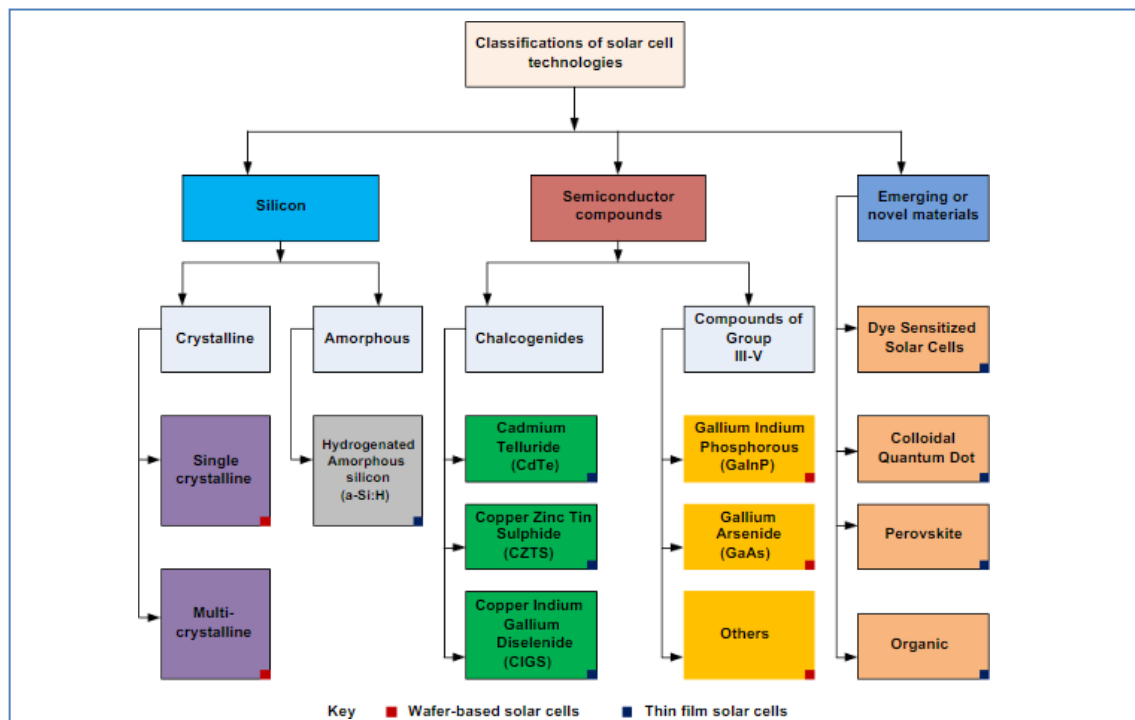 Classifications of solar cell
technologies
Silicon
Semiconductor
compounds
Emerging or
novel materials
Crystalline
Amorphous
Chalcogenides
Compounds of
Group
III-V
Dye Sensitized
Solar Cells
Single
crystalline
Hydrogenated
Amorphous
silicon
(a-Si:H)
Cadmium
Telluride
(CdTe)
Gallium Indium
Phosphorous
(GaInP)
Colloidal
Quantum Dot
Copper Zinc Tin
Sulphide
(CZTS)
Gallium
Arsenide
(GaAs)
Perovskite
Multi-
crystalline
Copper Indium
Gallium
Diselenide
(CIGS)
Others
Organic
Key Wafer-based solar cells Thin film solar cells